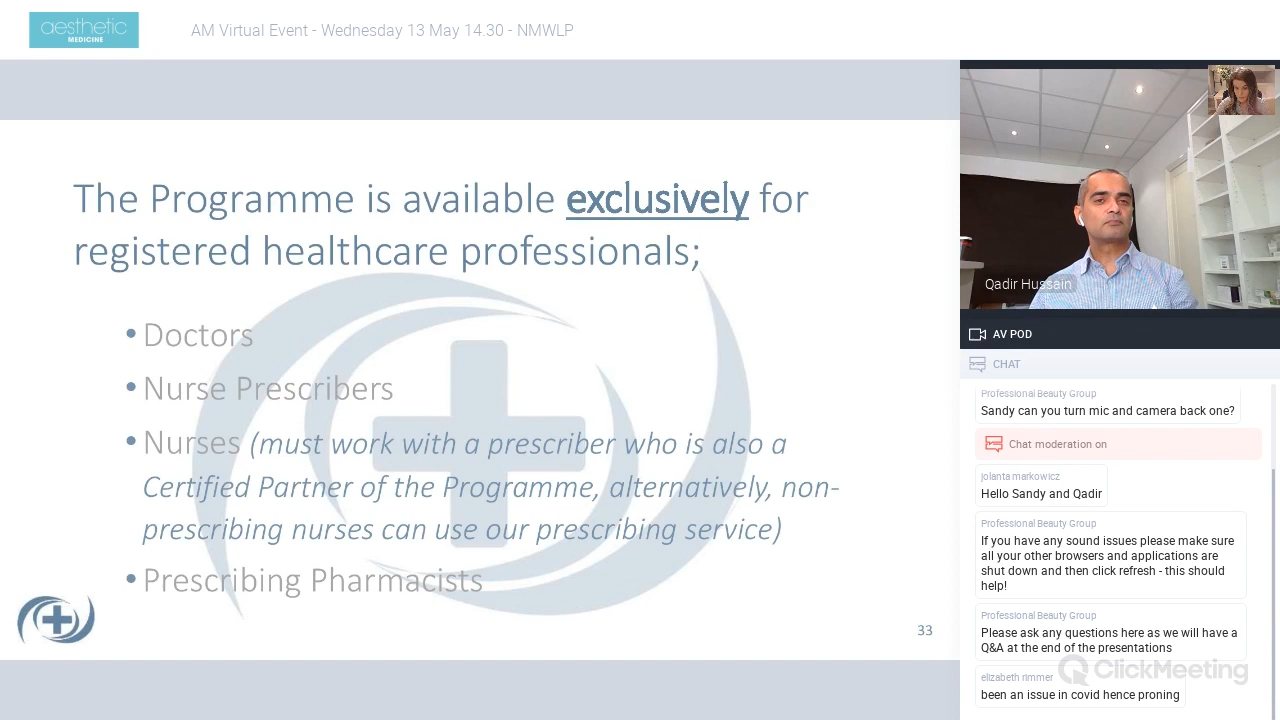 aesthetic
MEDICINE
AM Virtual Event - Wednesday 13 May 14.30 - NMWLP
The Programme is available exclusively for
registered healthcare professionals;
• Doctors
• Nurse Prescribers
• Nurses (must work with a prescriber who is also a
Certified Partner of the Programme, alternatively, non-
prescribing nurses can use our prescribing service)
• Prescribing Pharmacists
33
Qadir Hussain
AV POD
CHAT
Professional Beauty Group
Sandy can you turn mic and camera back one?
Chat moderation on
jolanta markowicz
Hello Sandy and Qadir
Professional Beauty Group
If you have any sound issues please make sure
all your other browsers and applications are
shut down and then click refresh - this should
help!
Professional Beauty Group
Please ask any questions here as we will have a
Q&A at the end of the presentations
ClickMeeting
elizabeth rimmer
been an issue in covid hence proning